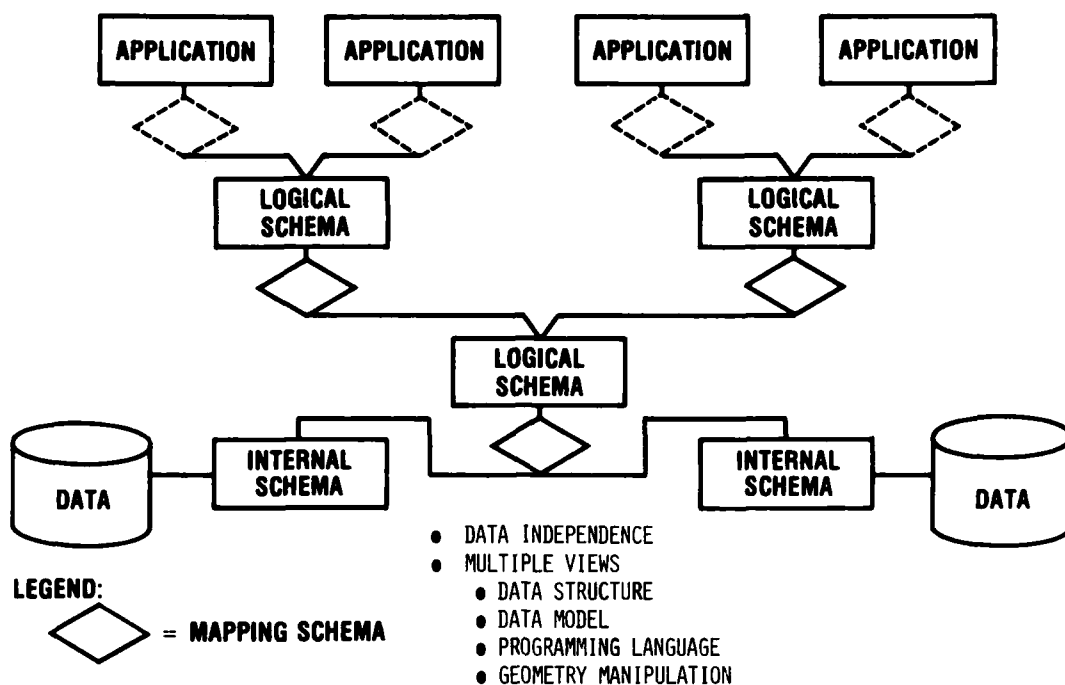 APPLICATION
APPLICATION
APPLICATION
APPLICATION
LOGICAL
SCHEMA
LOGICAL
SCHEMA
LOGICAL
SCHEMA
DATA
INTERNAL
SCHEMA
INTERNAL
SCHEMA
DATA
● DATA INDEPENDENCE
● MULTIPLE VIEWS
● DATA STRUCTURE
● DATA MODEL
● PROGRAMMING LANGUAGE
● GEOMETRY MANIPULATION
LEGEND:
= MAPPING SCHEMA